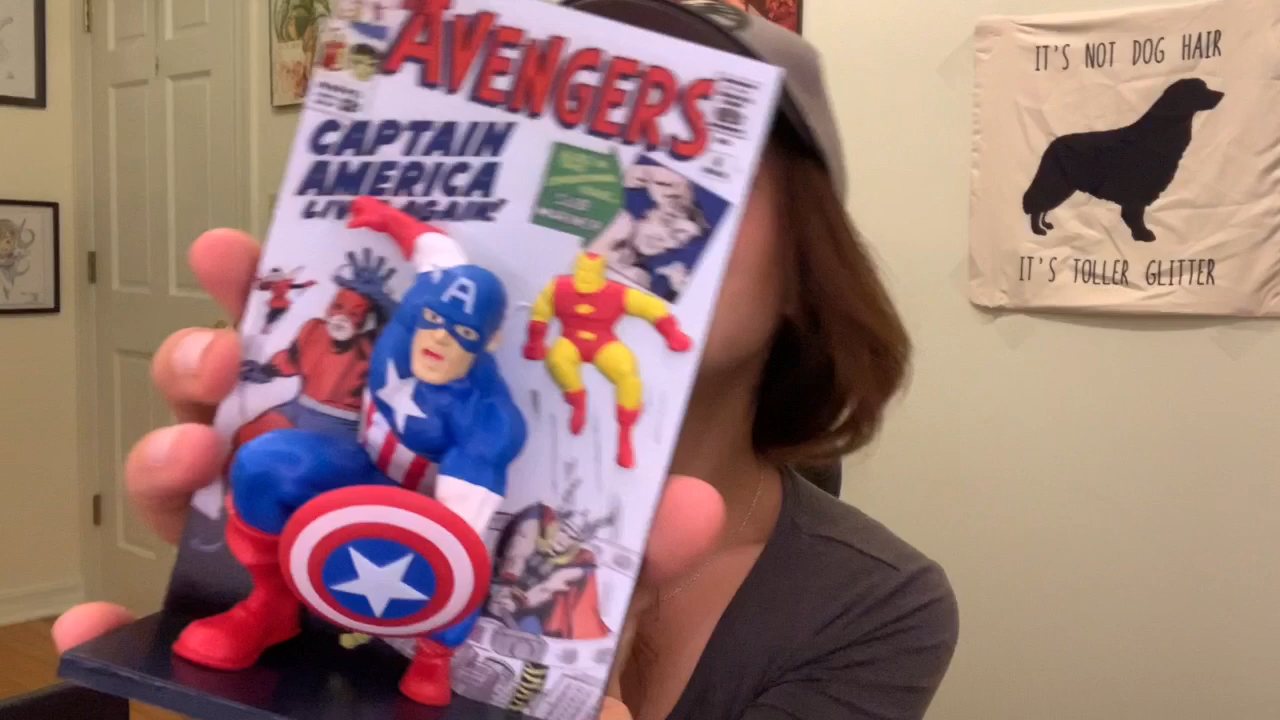 AVENGERS
CAPTAIN
AMERICA
LIVES AGAIN!
A
IT'S NOT DOG HAIR
IT'S TOLLER GLITTER